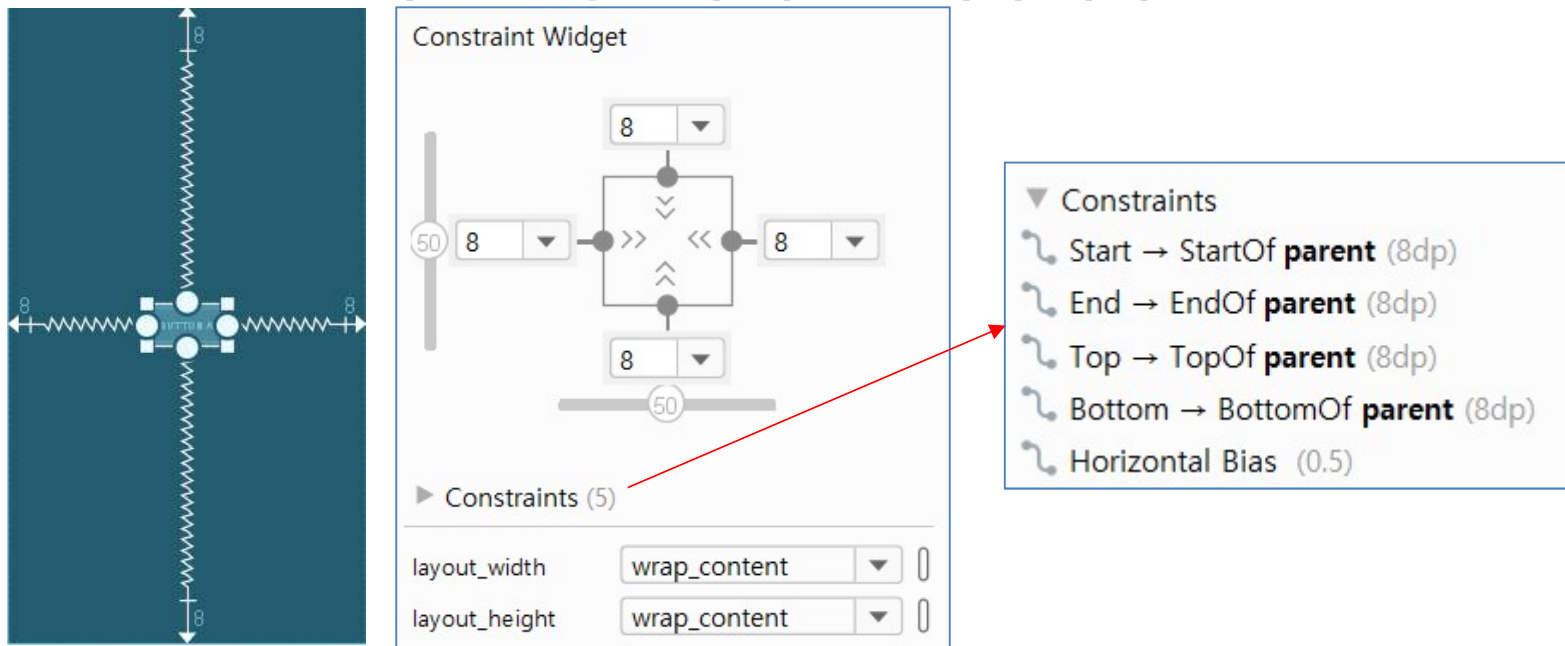 8
8
8
BUTTON A
8
Constraint Widget
8
50
8
8
8
50
Constraints (5)
layout_width wrap_content
layout_height wrap_content
Constraints
Start → StartOf parent (8dp)
End → EndOf parent (8dp)
Top → TopOf parent (8dp)
Bottom → BottomOf parent (8dp)
Horizontal Bias (0.5)